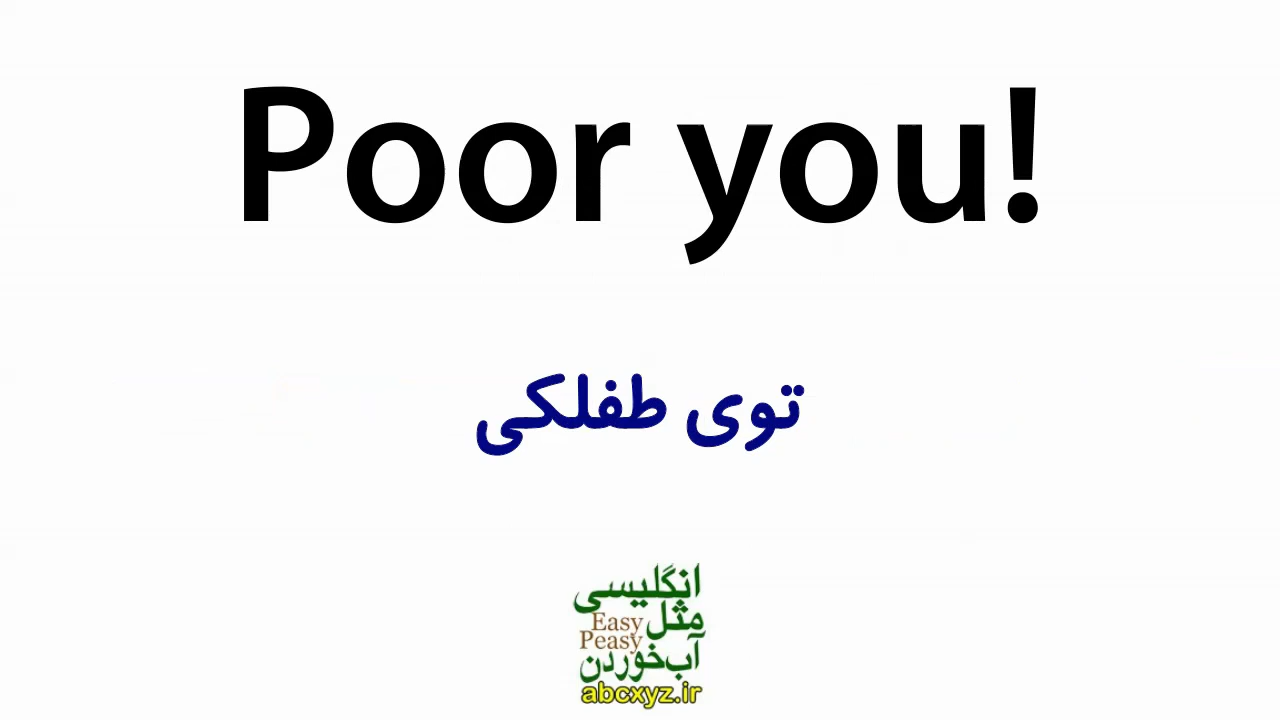 Poor you!
توی طفلکی
انگلیسی
مثل
Easy
Peasy
آب‌خوردن
abcxyz.ir